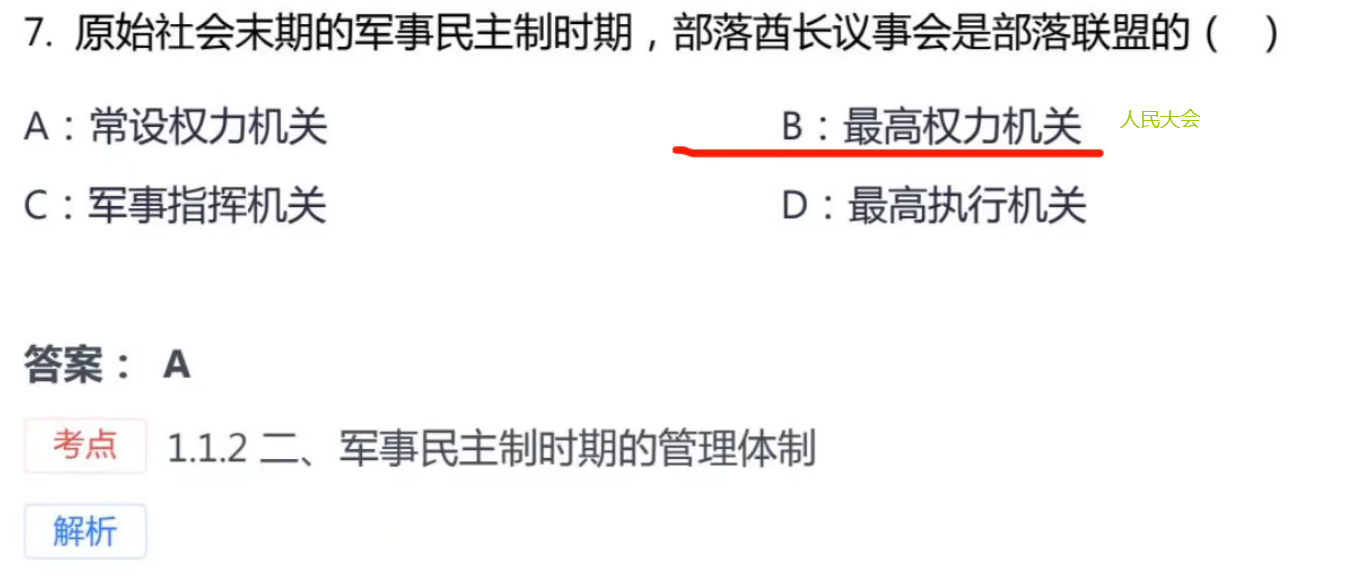 7. 原始社会末期的军事民主制时期，部落酋长议事会是部落联盟的（ ）
A：常设权力机关 B：最高权力机关 人民大会
C：军事指挥机关 D：最高执行机关
答案： A
考点 1.1.2 二、军事民主制时期的管理体制
解析